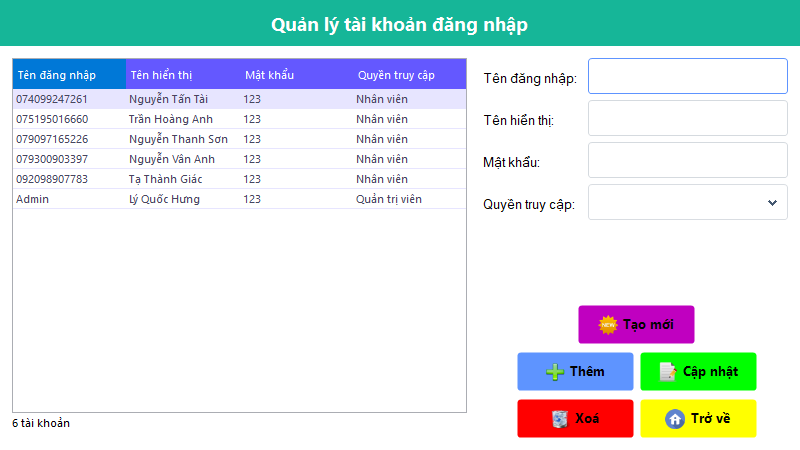 Quản lý tài khoản đăng nhập
Tên đăng nhập Tên hiển thị Mật khẩu Quyền truy cập
074099247261 Nguyễn Tấn Tài 123 Nhân viên
075195016660 Trần Hoàng Anh 123 Nhân viên
079097165226 Nguyễn Thanh Sơn 123 Nhân viên
079300903397 Nguyễn Vân Anh 123 Nhân viên
092098907783 Tạ Thành Giác 123 Nhân viên
Admin Lý Quốc Hưng 123 Quản trị viên
6 tài khoản
Tên đăng nhập:
Tên hiển thị:
Mật khẩu:
Quyền truy cập:
NEW Tạo mới
Thêm
Cập nhật
Xoá
Trở về